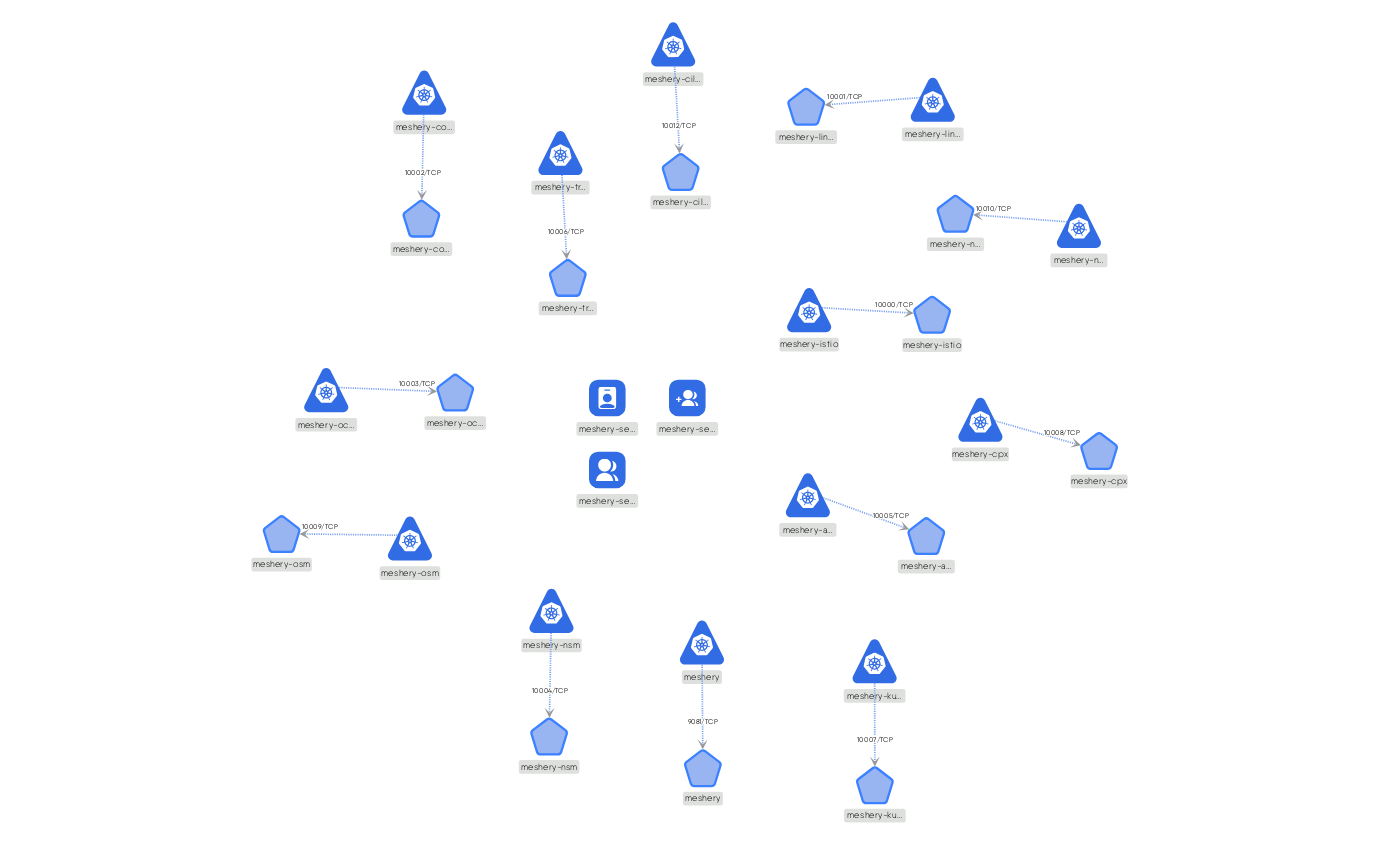 meshery-cil...
10012/TCP
meshery-cil...
meshery-co...
10002/TCP
meshery-co...
meshery-tr...
10006/TCP
meshery-tr...
10001/TCP
meshery-lin...
meshery-lin...
10010/TCP
meshery-n...
meshery-n...
10000/TCP
meshery-istio
meshery-istio
10003/TCP
meshery-oc...
meshery-oc...
meshery-se...
meshery-se...
meshery-se...
10008/TCP
meshery-cpx
meshery-cpx
10005/TCP
meshery-a...
meshery-a...
10009/TCP
meshery-osm
meshery-osm
meshery-nsm
10004/TCP
meshery-nsm
meshery
9081/TCP
meshery
meshery-ku...
10007/TCP
meshery-ku...